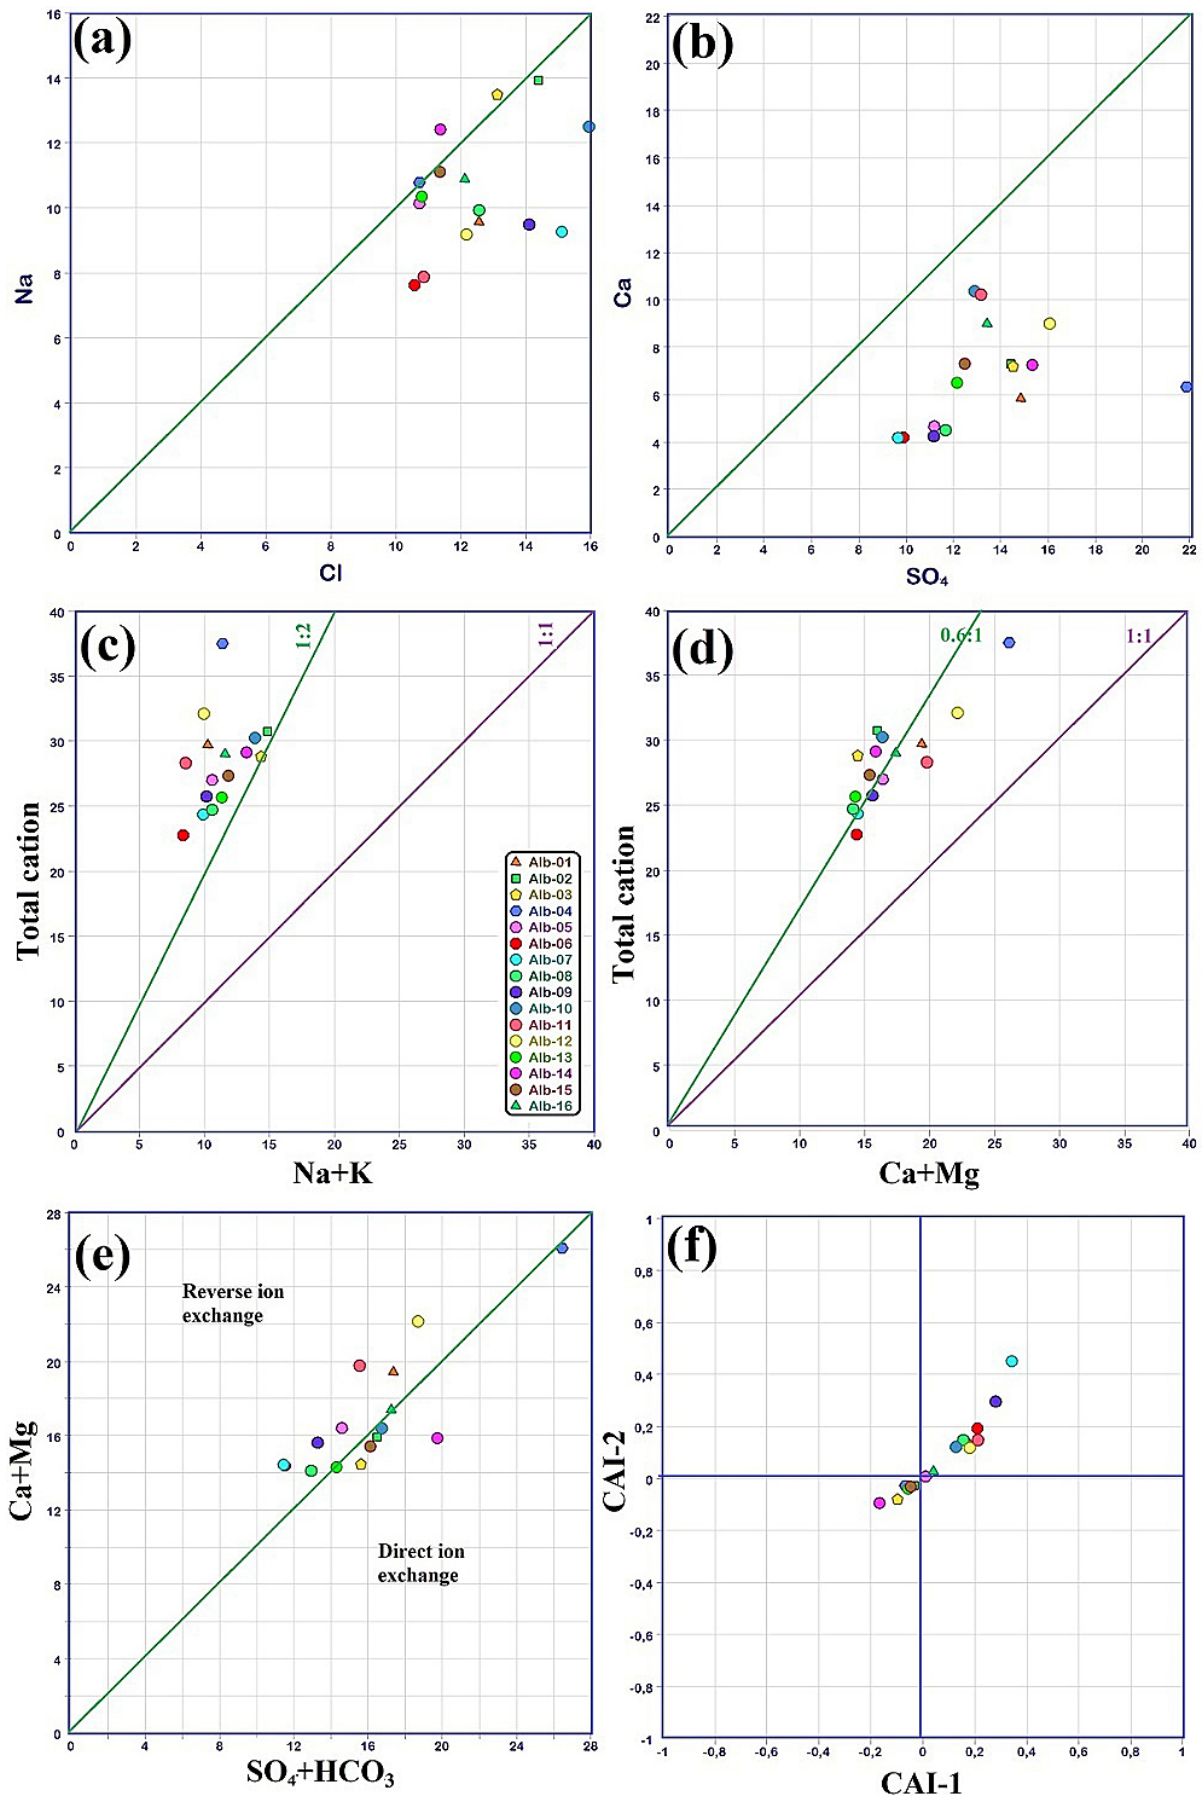 (a)
16
14
12
10
8
6
4
2
0
Na
0 2 4 6 8 10 12 14 16
Cl
(b)
22
20
18
16
14
12
10
8
6
4
2
0
Ca
0 2 4 6 8 10 12 14 16 18 20 22
SO₄
(c)
1:2
1:1
40
35
30
25
20
15
10
5
0
Total cation
Alb-01
Alb-02
Alb-03
Alb-04
Alb-05
Alb-06
Alb-07
Alb-08
Alb-09
Alb-10
Alb-11
Alb-12
Alb-13
Alb-14
Alb-15
Alb-16
0 5 10 15 20 25 30 35 40
Na+K
(d)
0.6:1
1:1
40
35
30
25
20
15
10
5
0
Total cation
0 5 10 15 20 25 30 35 40
Ca+Mg
(e)
28
24
20
16
12
8
4
0
Ca+Mg
Reverse ion
exchange
Direct ion
exchange
0 4 8 12 16 20 24 28
SO₄+HCO₃
(f)
1
0,8
0,6
0,4
0,2
0
-0,2
-0,4
-0,6
-0,8
-1
CAI-2
-1 -0,8 -0,6 -0,4 -0,2 0 0,2 0,4 0,6 0,8 1
CAI-1